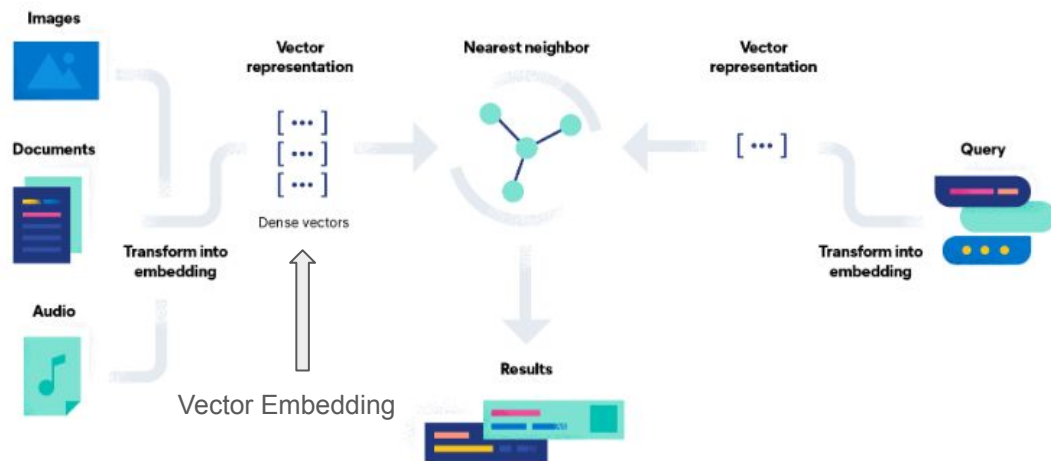 Images
Vector
representation
[ ••• ]
[ ••• ]
[ ••• ]
Dense vectors
Nearest neighbor
Vector
representation
[ ••• ]
Documents
Query
Transform into
embedding
Transform into
embedding
Audio
Vector Embedding
Results